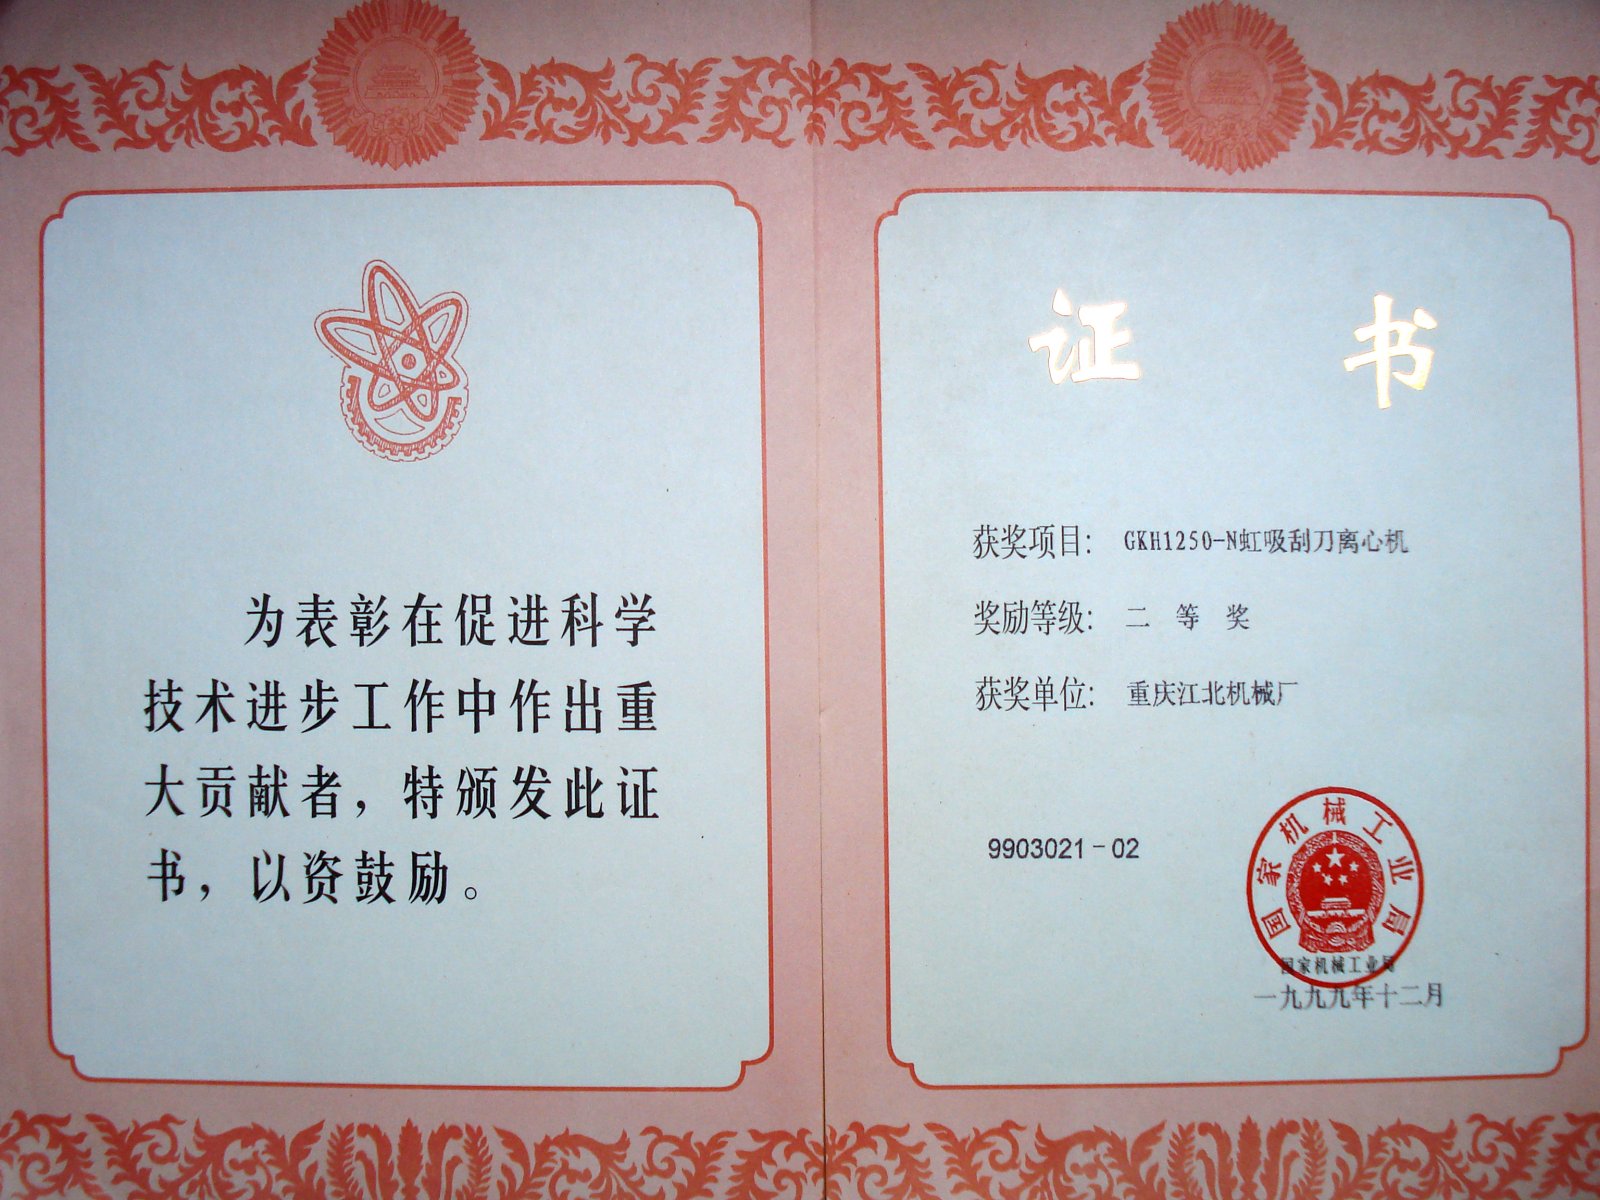 为表彰在促进科学
技术进步工作中作出重
大贡献者，特颁发此证
书，以资鼓励。
证 书
获奖项目： GKH1250-N虹吸刮刀离心机
奖励等级： 二 等 奖
获奖单位： 重庆江北机械厂
9903021-02
国家机械工业局
国家机械工业局
一九九九年十二月